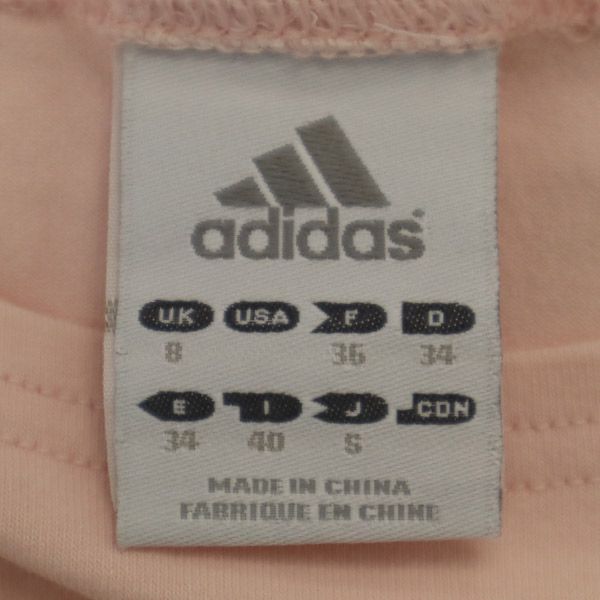 adidas®
UK USA F D
8 36 34
E I J CDN
34 40 S
MADE IN CHINA
FABRIQUE EN CHINE